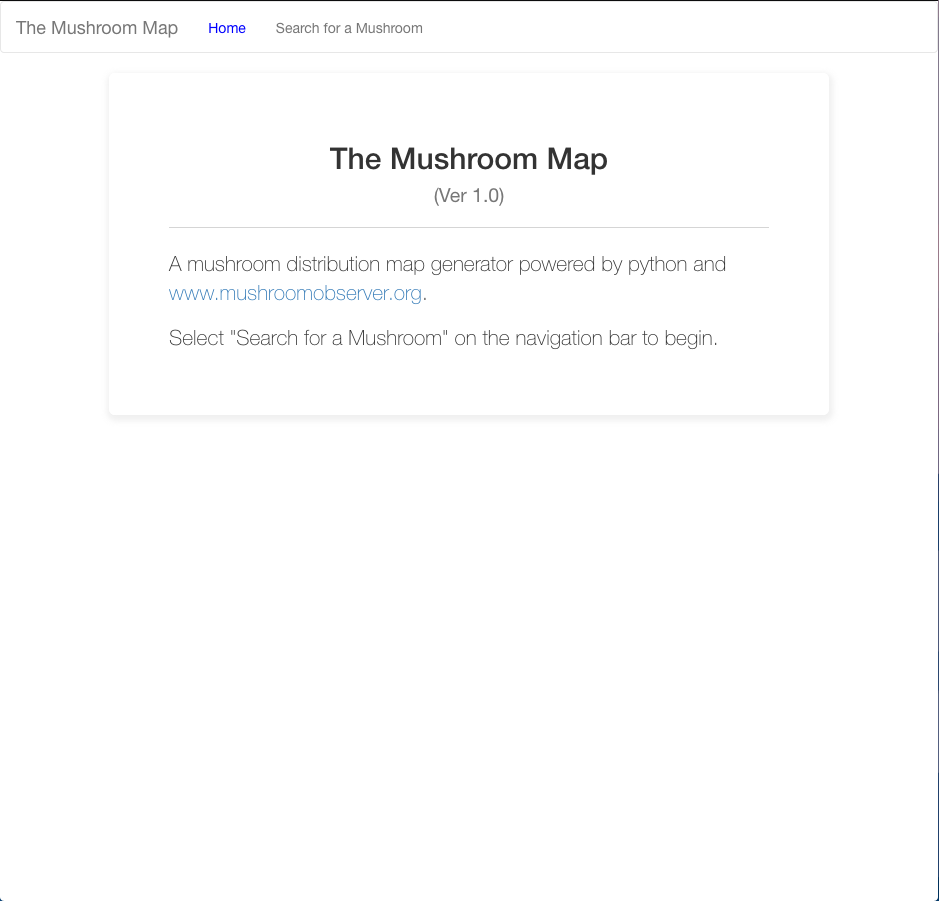 The Mushroom Map Home Search for a Mushroom
The Mushroom Map
(Ver 1.0)
A mushroom distribution map generator powered by python and
www.mushroomobserver.org.
Select "Search for a Mushroom" on the navigation bar to begin.